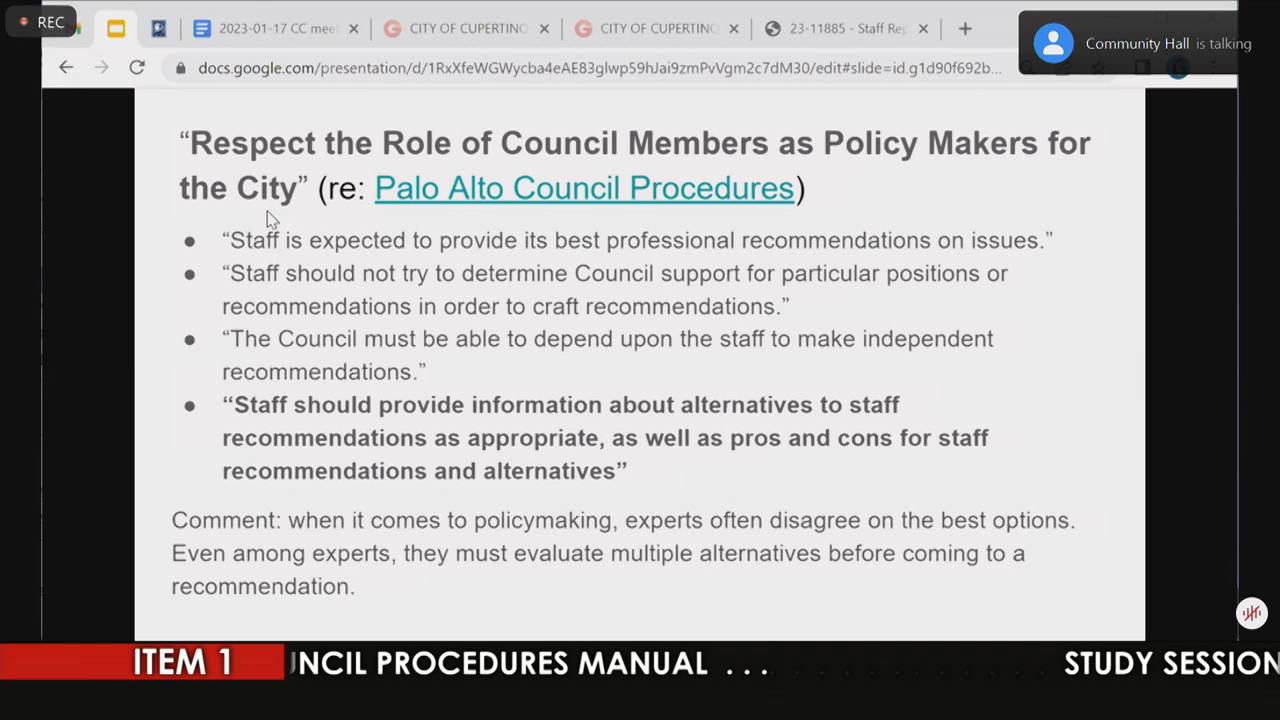 REC
2023-01-17 CC mee
CITY OF CUPERTINO
CITY OF CUPERTINO
23-11885 - Staff Rep
Community Hall is talking
docs.google.com/presentation/d/1RxXfeWGWycba4eAE83glwp59hJai9zmPvVgm2c7dM30/edit#slide=id.g1d90f692b...
“Respect the Role of Council Members as Policy Makers for
the City” (re: Palo Alto Council Procedures)
● “Staff is expected to provide its best professional recommendations on issues.”
● “Staff should not try to determine Council support for particular positions or
recommendations in order to craft recommendations.”
● “The Council must be able to depend upon the staff to make independent
recommendations.”
● “Staff should provide information about alternatives to staff
recommendations as appropriate, as well as pros and cons for staff
recommendations and alternatives”
Comment: when it comes to policymaking, experts often disagree on the best options.
Even among experts, they must evaluate multiple alternatives before coming to a
recommendation.
ITEM 1 UNCIL PROCEDURES MANUAL . . . STUDY SESSION